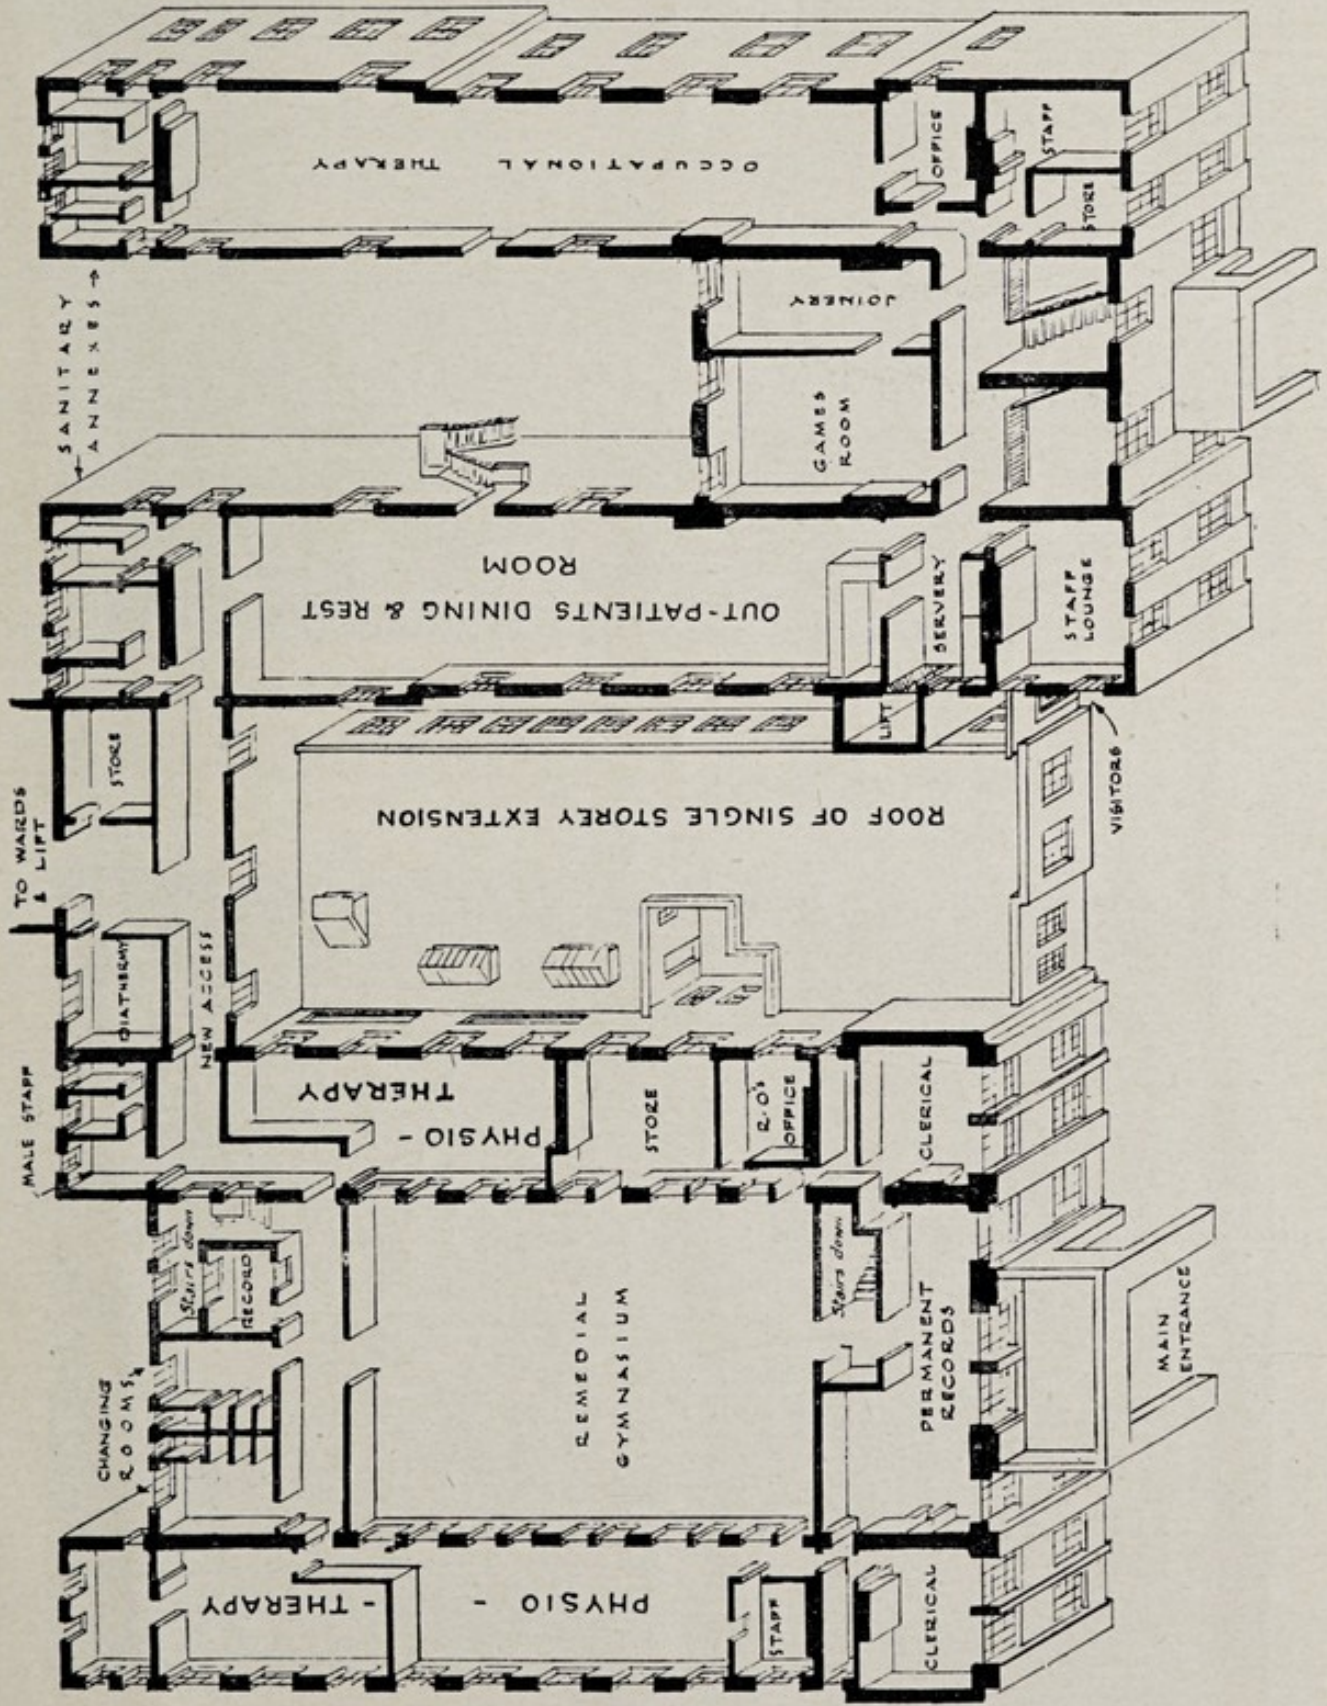 SANITARY
ANNEXES
OCCUPATIONAL THERAPY
OFFICE
STAFF
STORE
JOINERY
GAMES
ROOM
OUT-PATIENTS DINING & REST
ROOM
SERVERY
STAFF
LOUNGE
TO WARDS
& LIFT
STORE
LIFT
VISITORS
ROOF OF SINGLE STOREY EXTENSION
DIATHERMY
NEW ACCESS
MALE STAFF
PHYSIO -
THERAPY
STORE
R.O's
OFFICE
CLERICAL
Stairs down
RECORD
CHANGING
ROOMS
REMEDIAL
GYMNASIUM
Stairs down
PERMANENT
RECORDS
MAIN
ENTRANCE
PHYSIO - - THERAPY
STAFF
CLERICAL